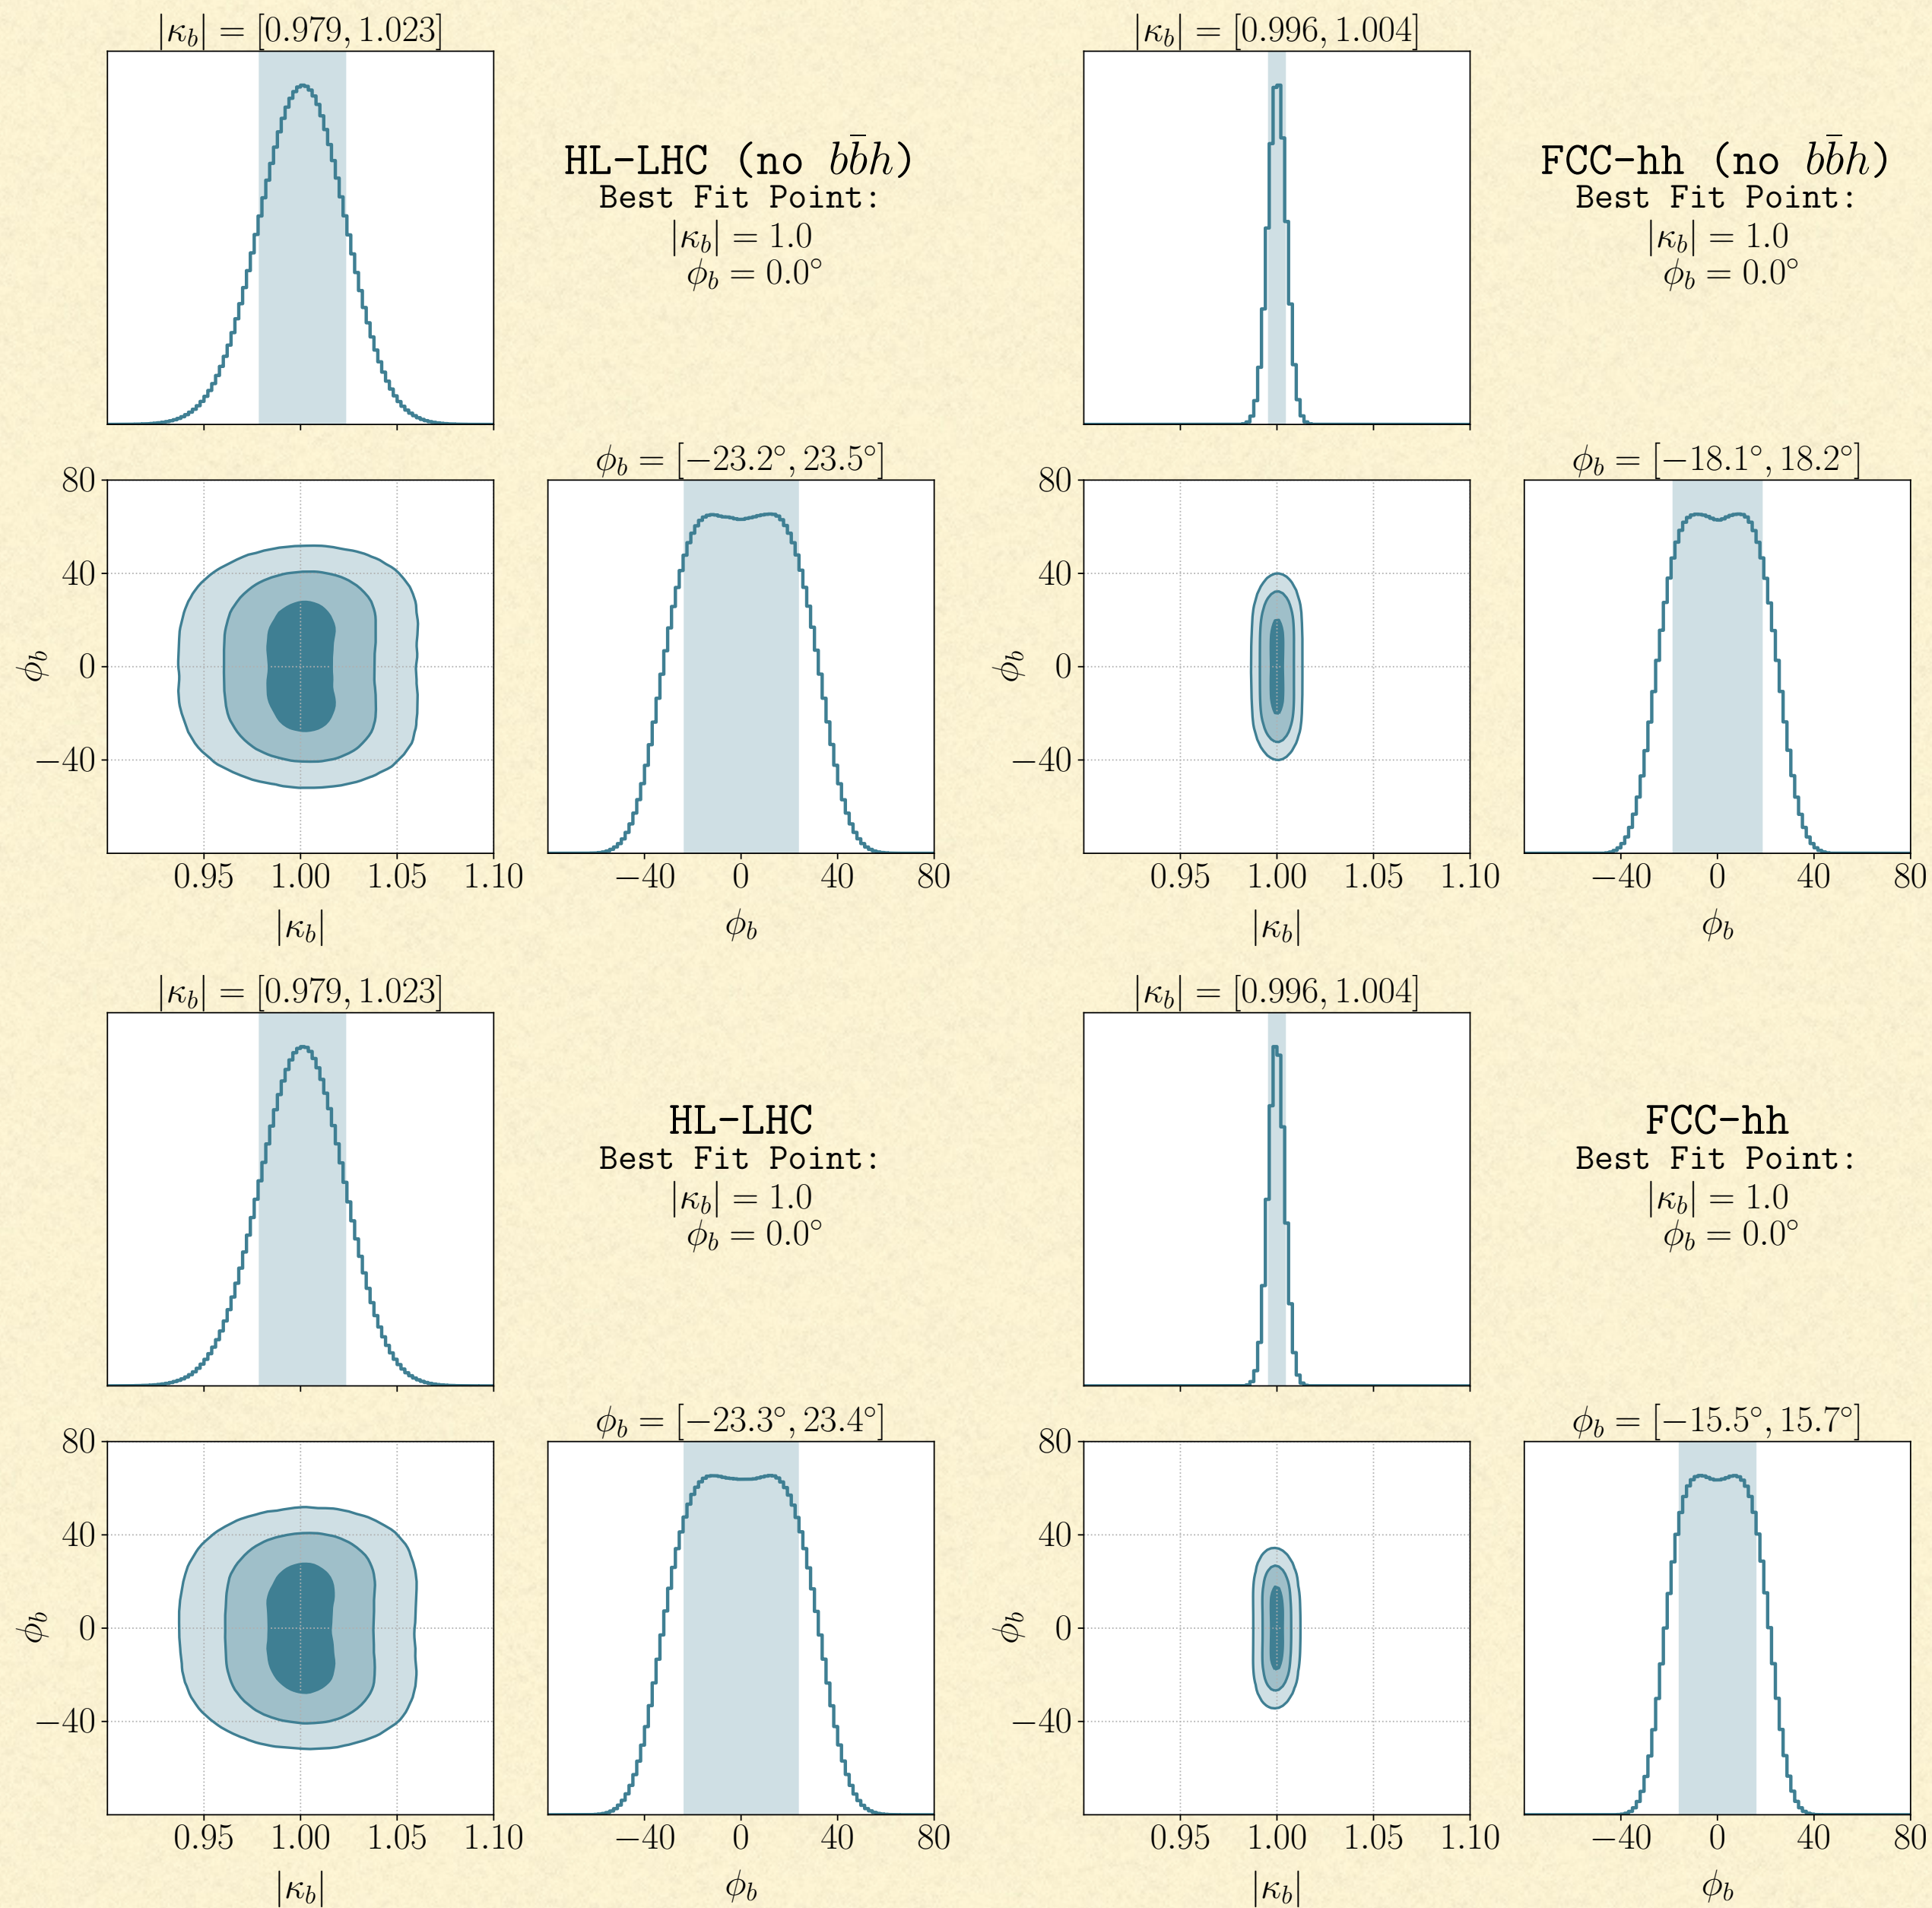 |κ_b| = [0.979, 1.023]
HL-LHC (no bb̄h)
Best Fit Point:
|κ_b| = 1.0
ϕ_b = 0.0°
ϕ_b = [−23.2°, 23.5°]
80
40
0
−40
ϕ_b
0.95 1.00 1.05 1.10
|κ_b|
−40 0 40 80
ϕ_b
|κ_b| = [0.996, 1.004]
FCC-hh (no bb̄h)
Best Fit Point:
|κ_b| = 1.0
ϕ_b = 0.0°
ϕ_b = [−18.1°, 18.2°]
80
40
0
−40
ϕ_b
0.95 1.00 1.05 1.10
|κ_b|
−40 0 40 80
ϕ_b
|κ_b| = [0.979, 1.023]
HL-LHC
Best Fit Point:
|κ_b| = 1.0
ϕ_b = 0.0°
ϕ_b = [−23.3°, 23.4°]
80
40
0
−40
ϕ_b
0.95 1.00 1.05 1.10
|κ_b|
−40 0 40 80
ϕ_b
|κ_b| = [0.996, 1.004]
FCC-hh
Best Fit Point:
|κ_b| = 1.0
ϕ_b = 0.0°
ϕ_b = [−15.5°, 15.7°]
80
40
0
−40
ϕ_b
0.95 1.00 1.05 1.10
|κ_b|
−40 0 40 80
ϕ_b